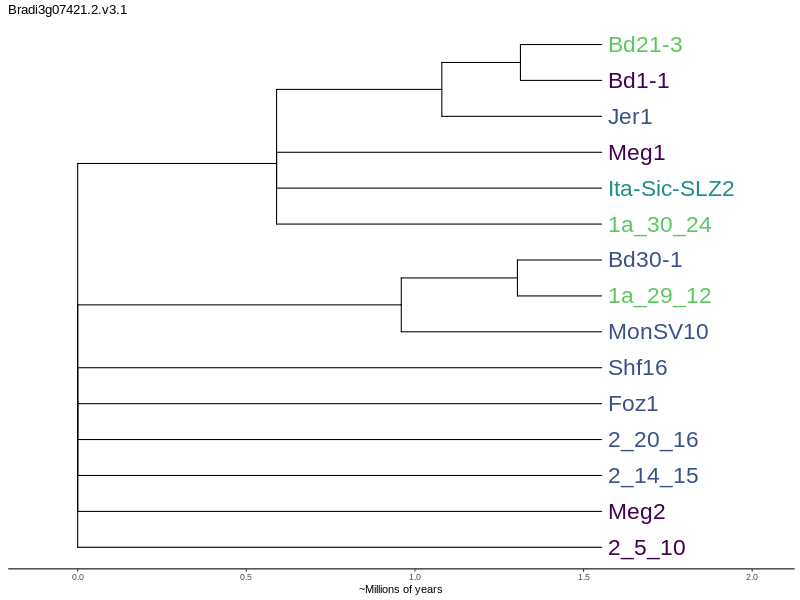 Bradi3g07421.2.v3.1
Bd21-3
Bd1-1
Jer1
Meg1
Ita-Sic-SLZ2
1a_30_24
Bd30-1
1a_29_12
MonSV10
Shf16
Foz1
2_20_16
2_14_15
Meg2
2_5_10
0.0 0.5 1.0 1.5 2.0
~Millions of years